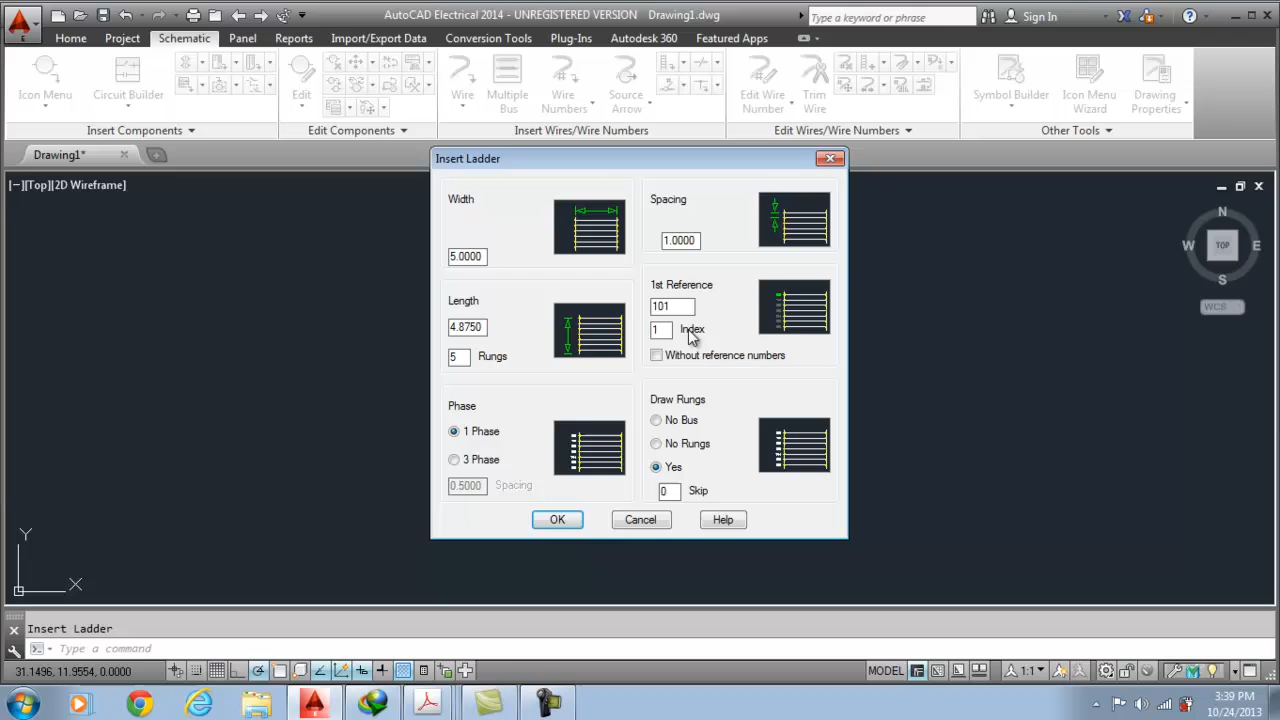 AutoCAD Electrical 2014 - UNREGISTERED VERSION Drawing1.dwg
Type a keyword or phrase
Sign In
Home Project Schematic Panel Reports Import/Export Data Conversion Tools Plug-Ins Autodesk 360 Featured Apps
Icon Menu Circuit Builder Edit Wire Multiple Bus Wire Numbers Source Arrow Edit Wire Number Trim Wire Symbol Builder Icon Menu Wizard Drawing Properties
Insert Components Edit Components Insert Wires/Wire Numbers Edit Wires/Wire Numbers Other Tools
Drawing1*
[−][Top][2D Wireframe]
Insert Ladder
Width
5.0000
Spacing
1.0000
Length
4.8750
5 Rungs
1st Reference
101
1 Index
Without reference numbers
Phase
1 Phase
3 Phase
0.5000 Spacing
Draw Rungs
No Bus
No Rungs
Yes
0 Skip
OK Cancel Help
N
W TOP E
S
WCS
Y
X
Insert Ladder
Type a command
31.1496, 11.9554, 0.0000
MODEL
1:1
3:39 PM
10/24/2013